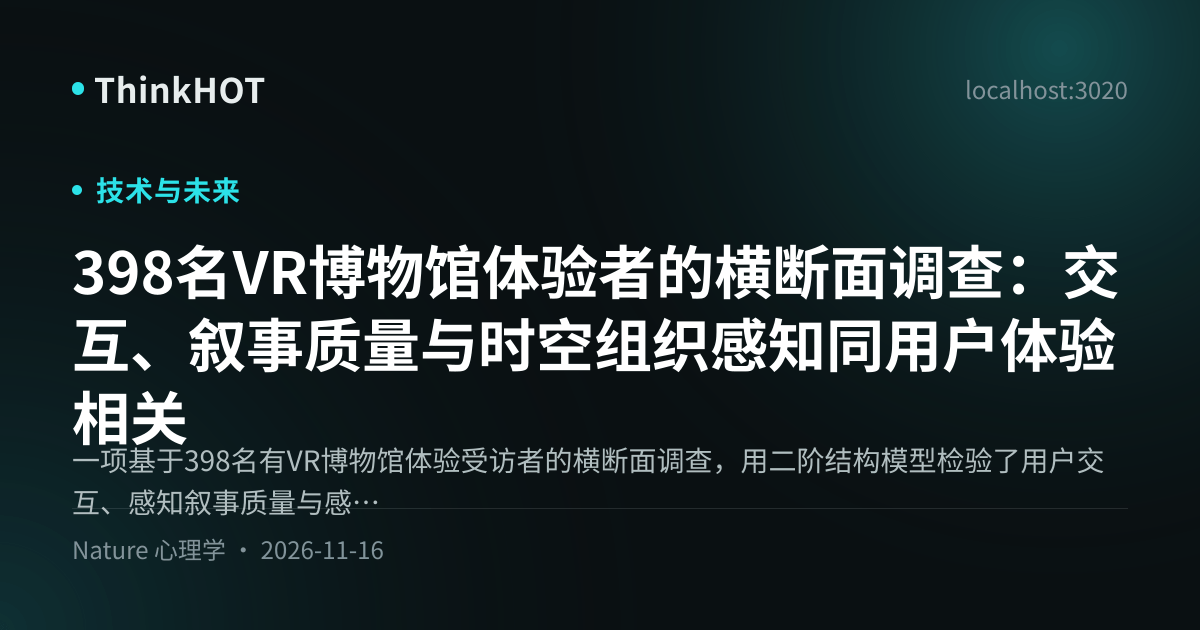 ThinkHOT
localhost:3020
技术与未来
398名VR博物馆体验者的横断面调查：交
互、叙事质量与时空组织感知同用户体验
相关
一项基于398名有VR博物馆体验受访者的横断面调查，用二阶结构模型检验了用户交
互、感知叙事质量与感…
Nature 心理学 · 2026-11-16